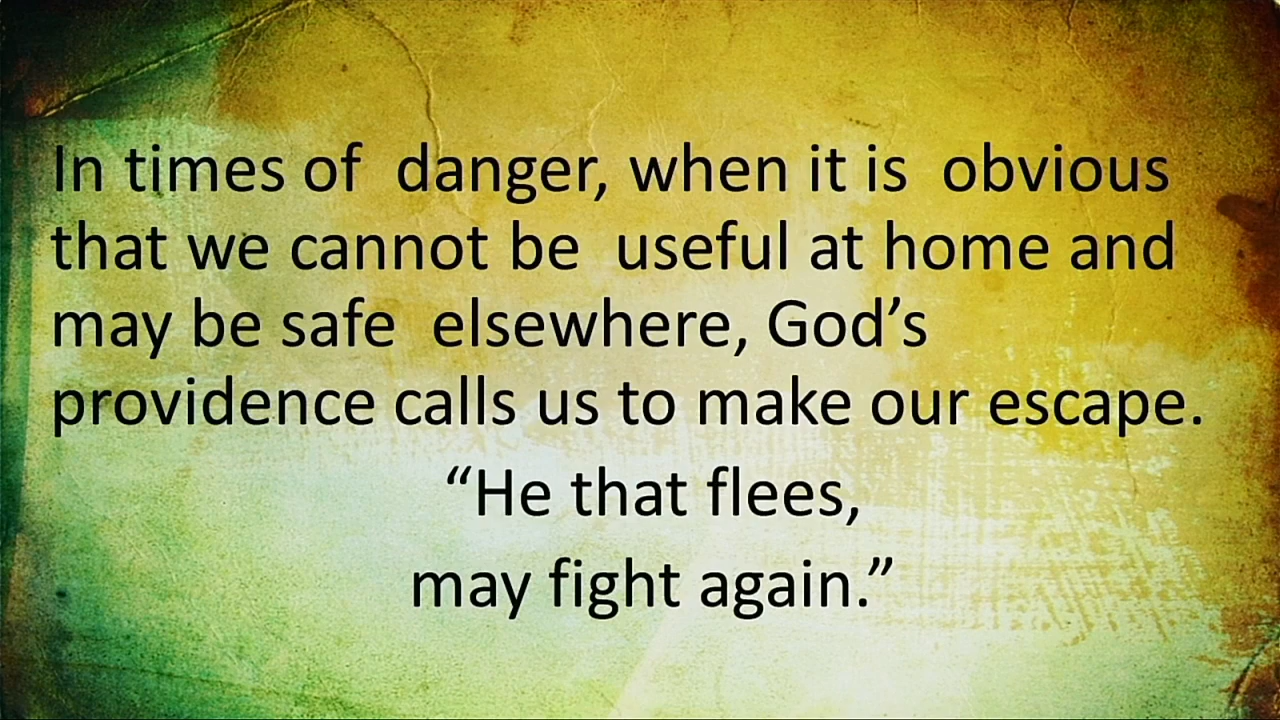 In times of  danger, when it is  obvious
that we cannot be  useful at home and
may be safe  elsewhere, God’s
providence calls us to make our escape.
“He that flees,
may fight again.”